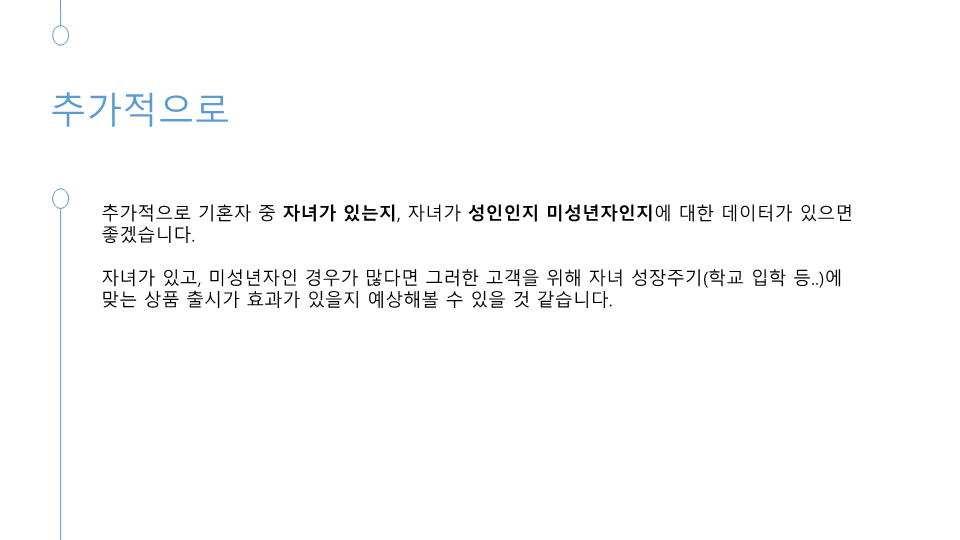 추가적으로
추가적으로 기혼자 중 자녀가 있는지, 자녀가 성인인지 미성년자인지에 대한 데이터가 있으면
좋겠습니다.
자녀가 있고, 미성년자인 경우가 많다면 그러한 고객을 위해 자녀 성장주기(학교 입학 등..)에
맞는 상품 출시가 효과가 있을지 예상해볼 수 있을 것 같습니다.